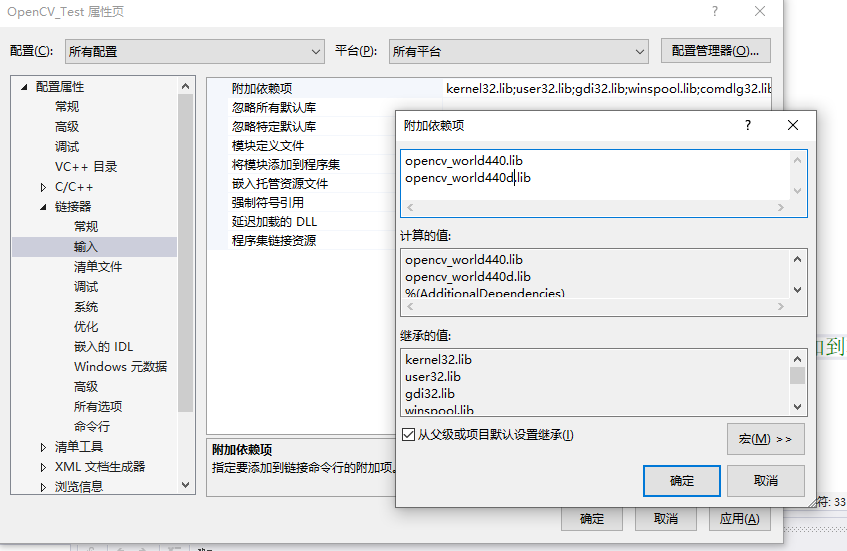 OpenCV_Test 属性页
配置(C): 所有配置 平台(P): 所有平台 配置管理器(O)...
配置属性
常规
高级
调试
VC++ 目录
C/C++
链接器
常规
输入
清单文件
调试
系统
优化
嵌入的 IDL
Windows 元数据
高级
所有选项
命令行
清单工具
XML 文档生成器
浏览信息
附加依赖项 kernel32.lib;user32.lib;gdi32.lib;winspool.lib;comdlg32.lib
忽略所有默认库
忽略特定默认库
模块定义文件
将模块添加到程序集
嵌入托管资源文件
强制符号引用
延迟加载的 DLL
程序集链接资源
附加依赖项
指定要添加到链接命令行的附加项。
附加依赖项
opencv_world440.lib
opencv_world440d.lib
计算的值:
opencv_world440.lib
opencv_world440d.lib
%(AdditionalDependencies)
继承的值:
kernel32.lib
user32.lib
gdi32.lib
winspool.lib
从父级或项目默认设置继承(I)
宏(M) >>
确定 取消
确定 取消 应用(A)
加到
符: 33